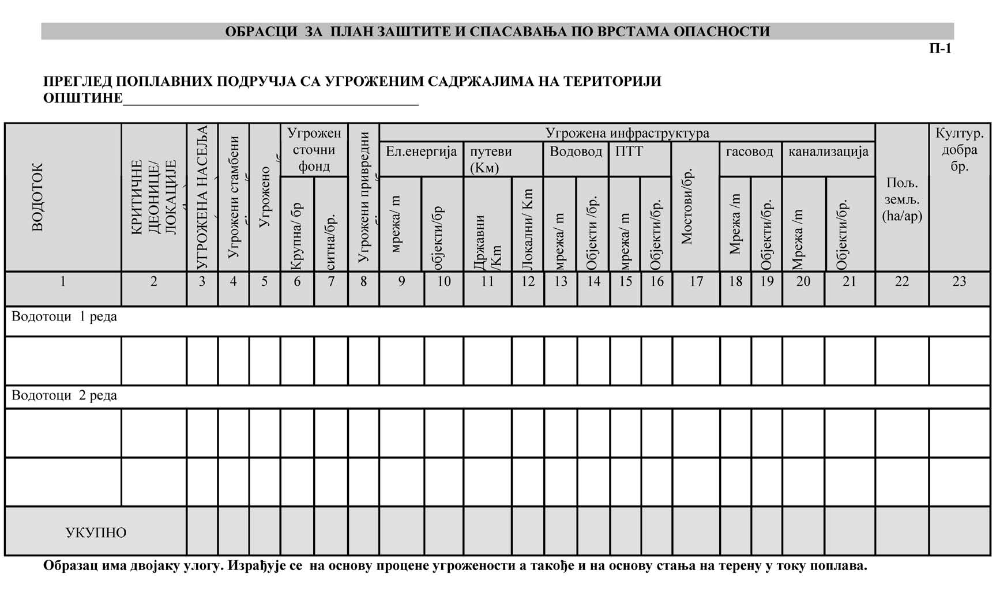 ОБРАСЦИ ЗА ПЛАН ЗАШТИТЕ И СПАСАВАЊА ПО ВРСТАМА ОПАСНОСТИ
П-1
ПРЕГЛЕД ПОПЛАВНИХ ПОДРУЧЈА СА УГРОЖЕНИМ САДРЖАЈИМА НА ТЕРИТОРИЈИ
ОПШТИНЕ
ВОДОТОК
КРИТИЧНЕ
ДЕОНИЦЕ/
ЛОКАЦИЈЕ
УГРОЖЕНА НАСЕЉА
Угрожени стамбени
Угрожено
Угрожен
сточни
фонд
Крупна/ бр
ситна/бр.
Угрожени привредни
Угрожена инфраструктура
Ел.енергија
мрежа/ m
објекти/бр
путеви
(Км)
Државни
/Km
Локални/ Km
Водовод
мрежа/ m
Објекти /бр.
ПТТ
мрежа/ m
Објекти/бр.
Мостови/бр.
гасовод
Мрежа /m
Објекти/бр.
канализација
Мрежа /m
Објекти/бр.
Пољ.
земљ.
(ha/ар)
Култур.
добра
бр.
1 2 3 4 5 6 7 8 9 10 11 12 13 14 15 16 17 18 19 20 21 22 23
Водотоци 1 реда
Водотоци 2 реда
УКУПНО
Образац има двојаку улогу. Израђује се на основу процене угрожености а такође и на основу стања на терену у току поплава.